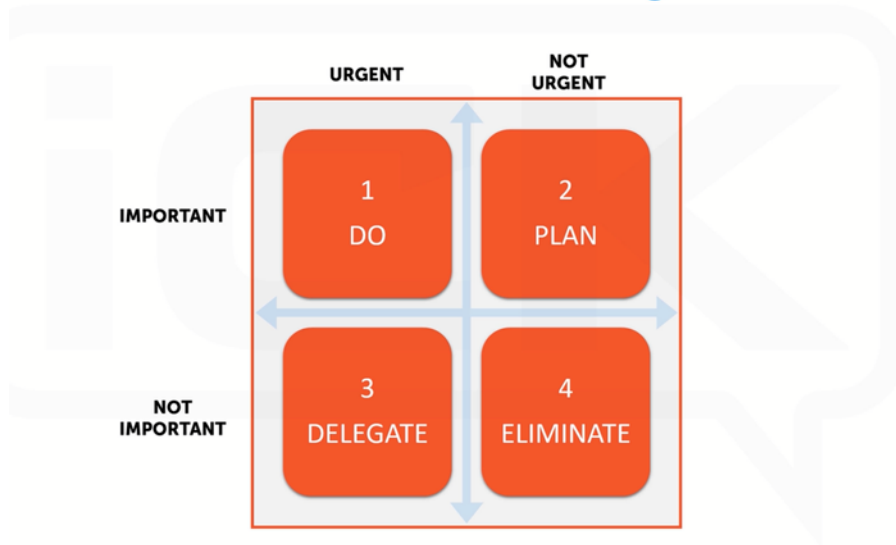 URGENT
NOT
URGENT
IMPORTANT
1
DO
2
PLAN
NOT
IMPORTANT
3
DELEGATE
4
ELIMINATE